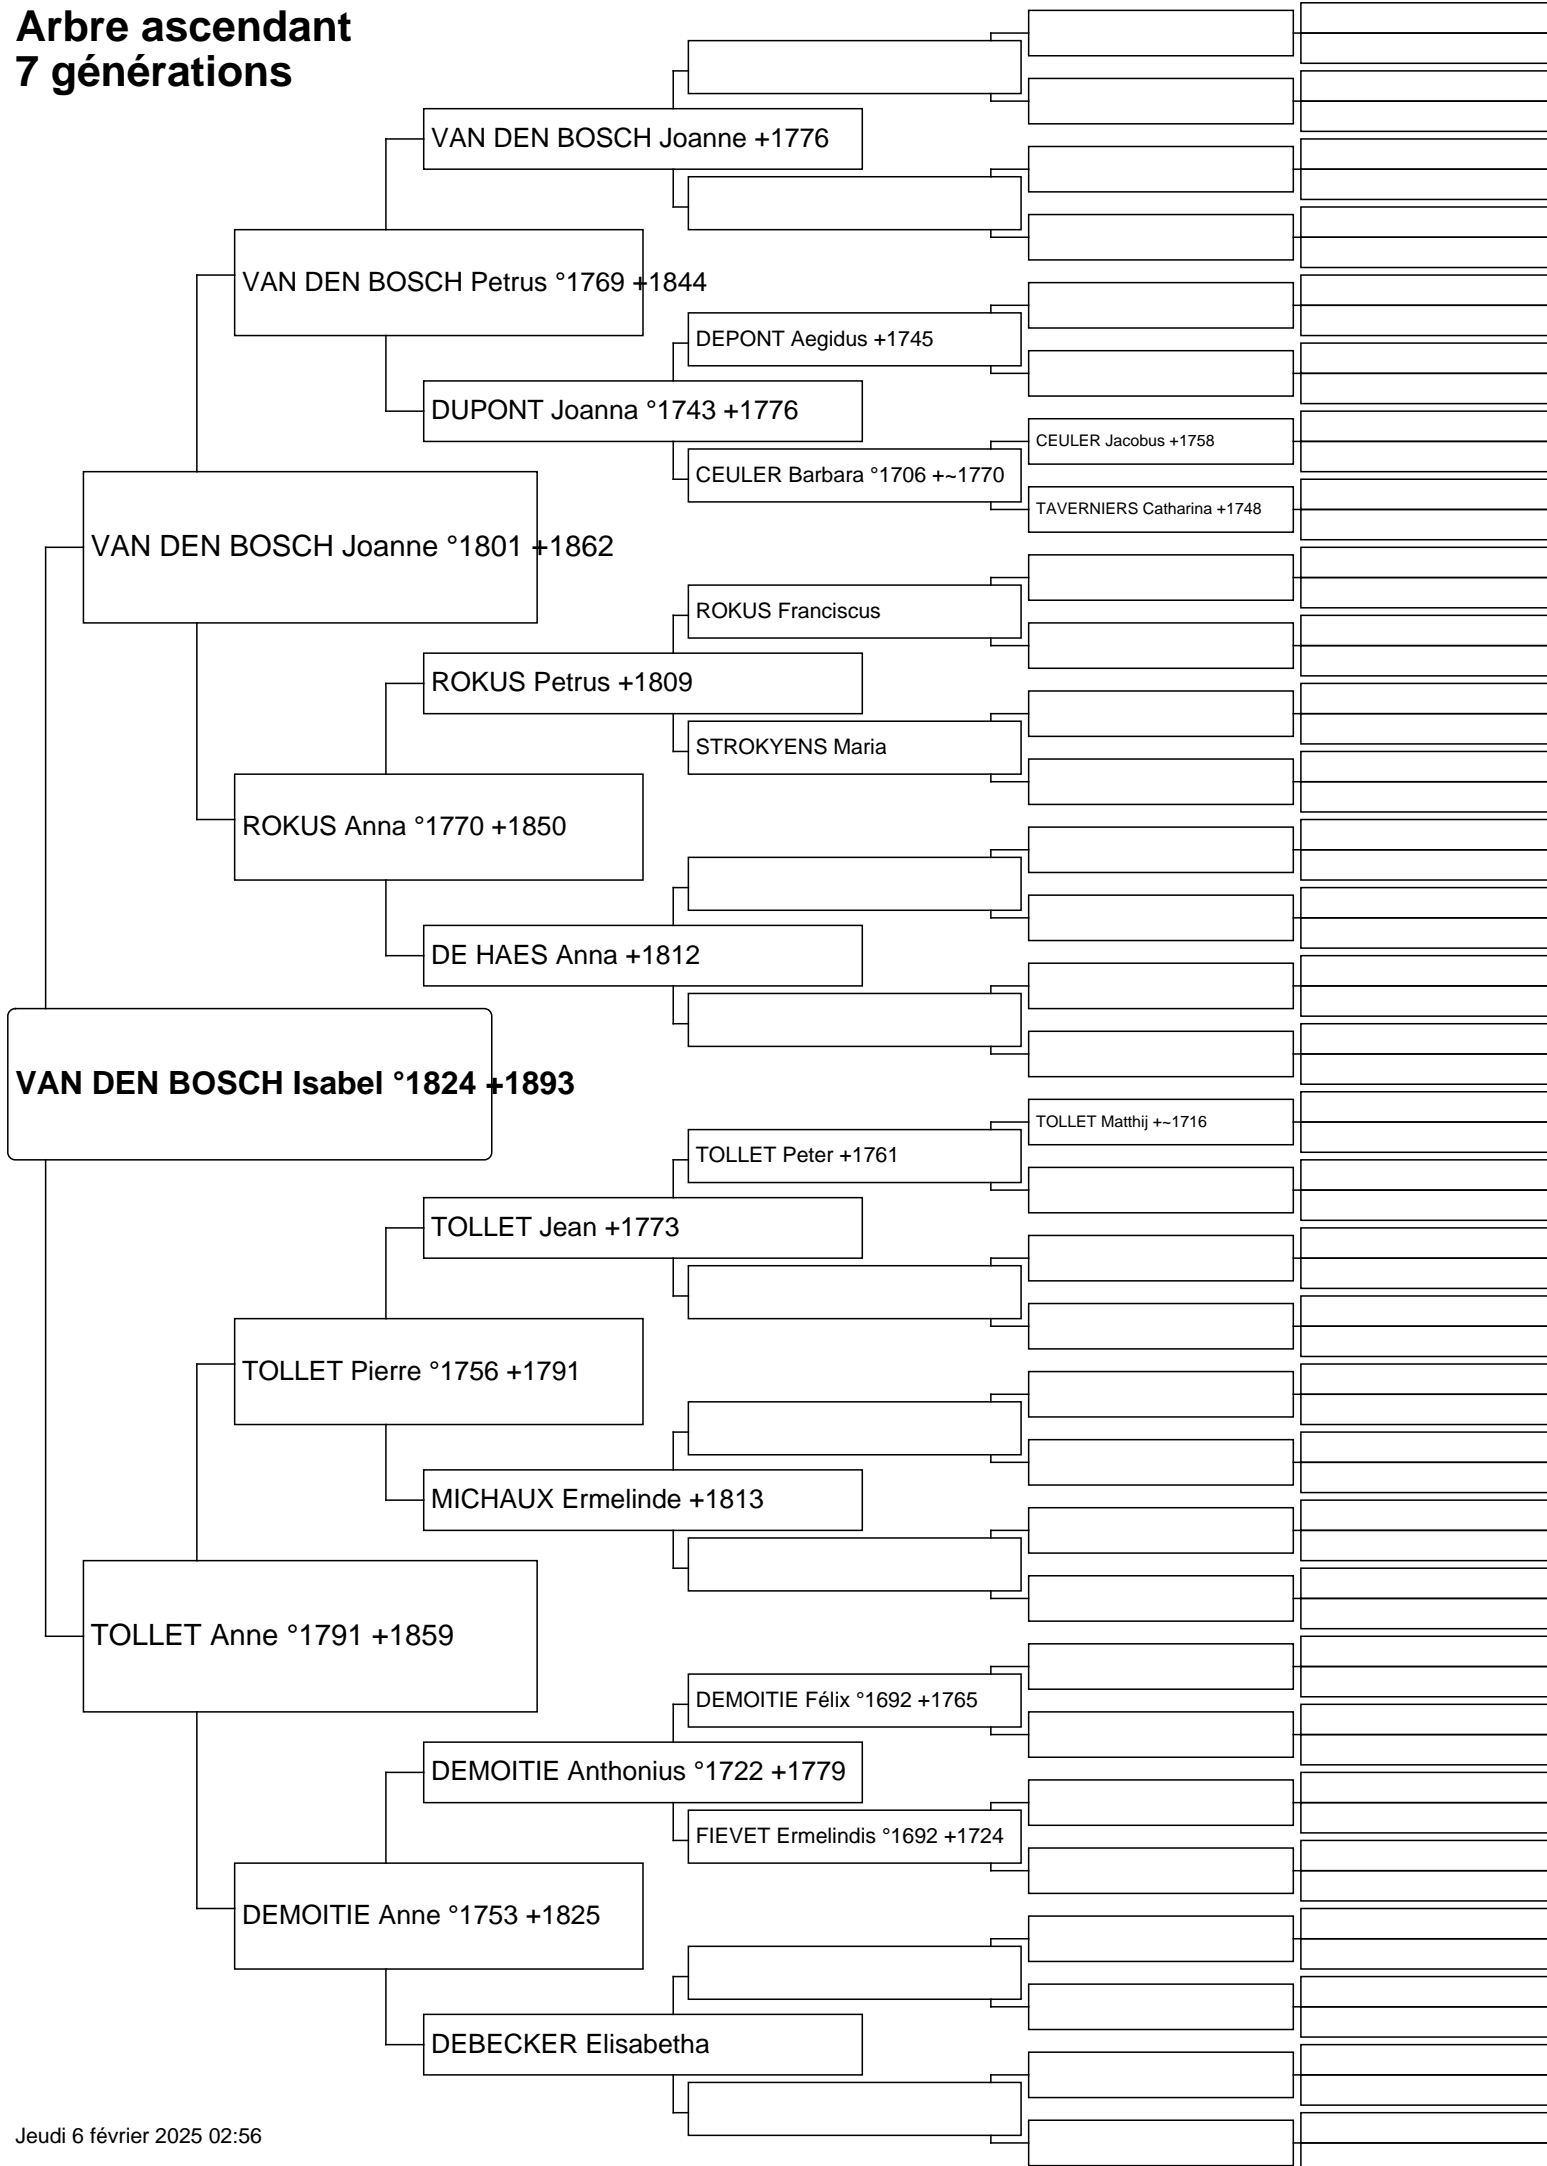 Arbre ascendant
7 générations
VAN DEN BOSCH Joanne +1776
VAN DEN BOSCH Petrus °1769 +1844
DEPONT Aegidus +1745
DUPONT Joanna °1743 +1776
CEULER Jacobus +1758
CEULER Barbara °1706 +~1770
TAVERNIERS Catharina +1748
VAN DEN BOSCH Joanne °1801 +1862
ROKUS Franciscus
ROKUS Petrus +1809
STROKYENS Maria
ROKUS Anna °1770 +1850
DE HAES Anna +1812
VAN DEN BOSCH Isabel °1824 +1893
TOLLET Matthij +~1716
TOLLET Peter +1761
TOLLET Jean +1773
TOLLET Pierre °1756 +1791
MICHAUX Ermelinde +1813
TOLLET Anne °1791 +1859
DEMOITIE Félix °1692 +1765
DEMOITIE Anthonius °1722 +1779
FIEVET Ermelindis °1692 +1724
DEMOITIE Anne °1753 +1825
DEBECKER Elisabetha
Jeudi 6 février 2025 02:56